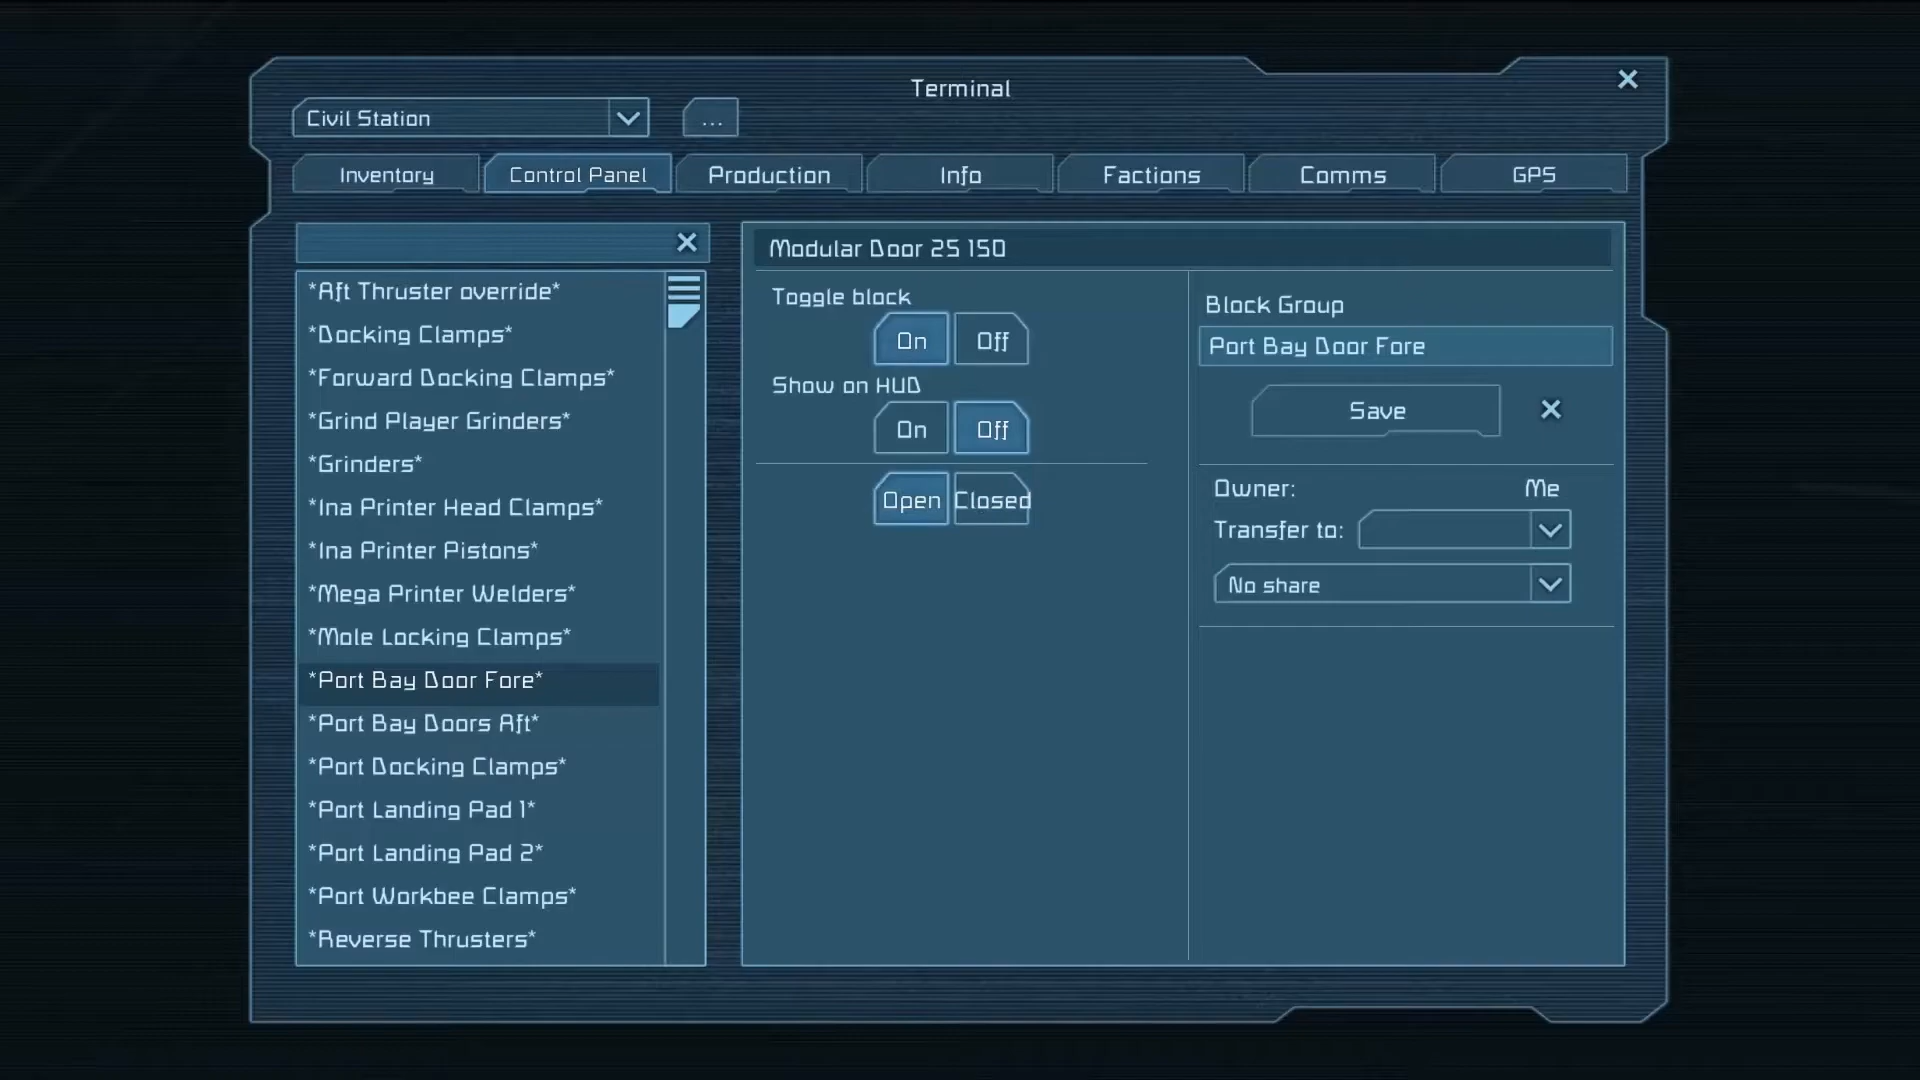 Terminal
Civil Station
...
Inventory
Control Panel
Production
Info
Factions
Comms
GPS
*Aft Thruster override*
*Docking Clamps*
*Forward Docking Clamps*
*Grind Player Grinders*
*Grinders*
*Ina Printer Head Clamps*
*Ina Printer Pistons*
*Mega Printer Welders*
*Mole Locking Clamps*
*Port Bay Door Fore*
*Port Bay Doors Aft*
*Port Docking Clamps*
*Port Landing Pad 1*
*Port Landing Pad 2*
*Port Workbee Clamps*
*Reverse Thrusters*
Modular Door 25 150
Toggle block
On Off
Show on HUD
On Off
Open Closed
Block Group
Port Bay Door Fore
Save
Owner: Me
Transfer to:
No share